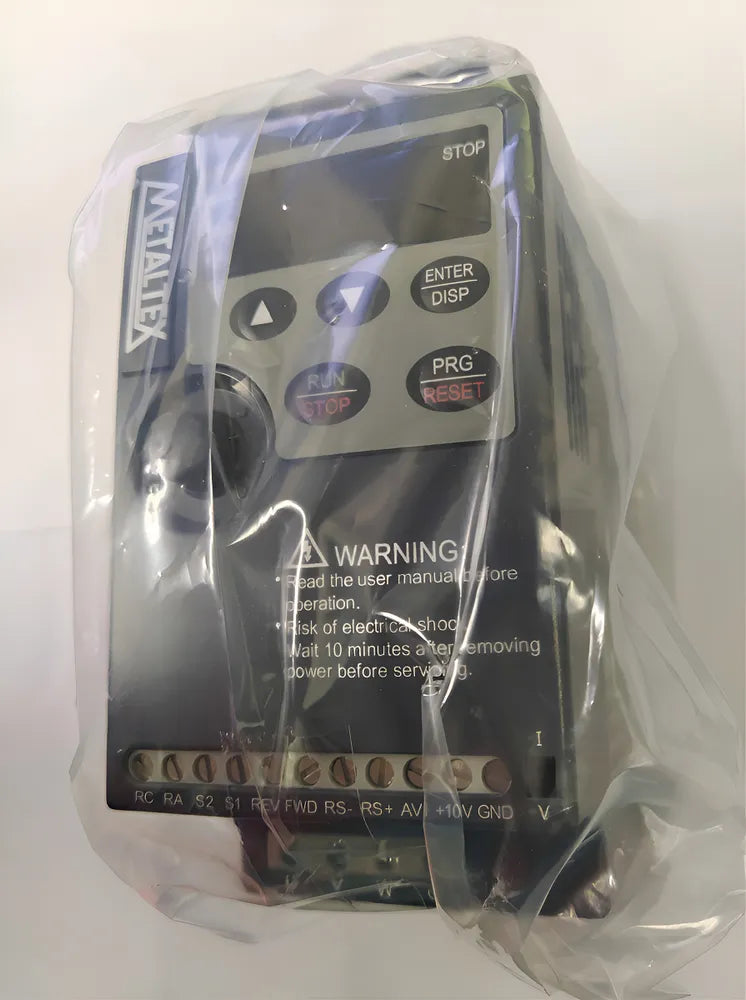 METALTEX
STOP
ENTER
DISP
RUN
STOP
PRG
RESET
WARNING:
Read the user manual before
operation.
Risk of electrical shock
Wait 10 minutes after removing
power before servicing.
I
RC RA S2 S1 REV FWD RS- RS+ AVI +10V GND V